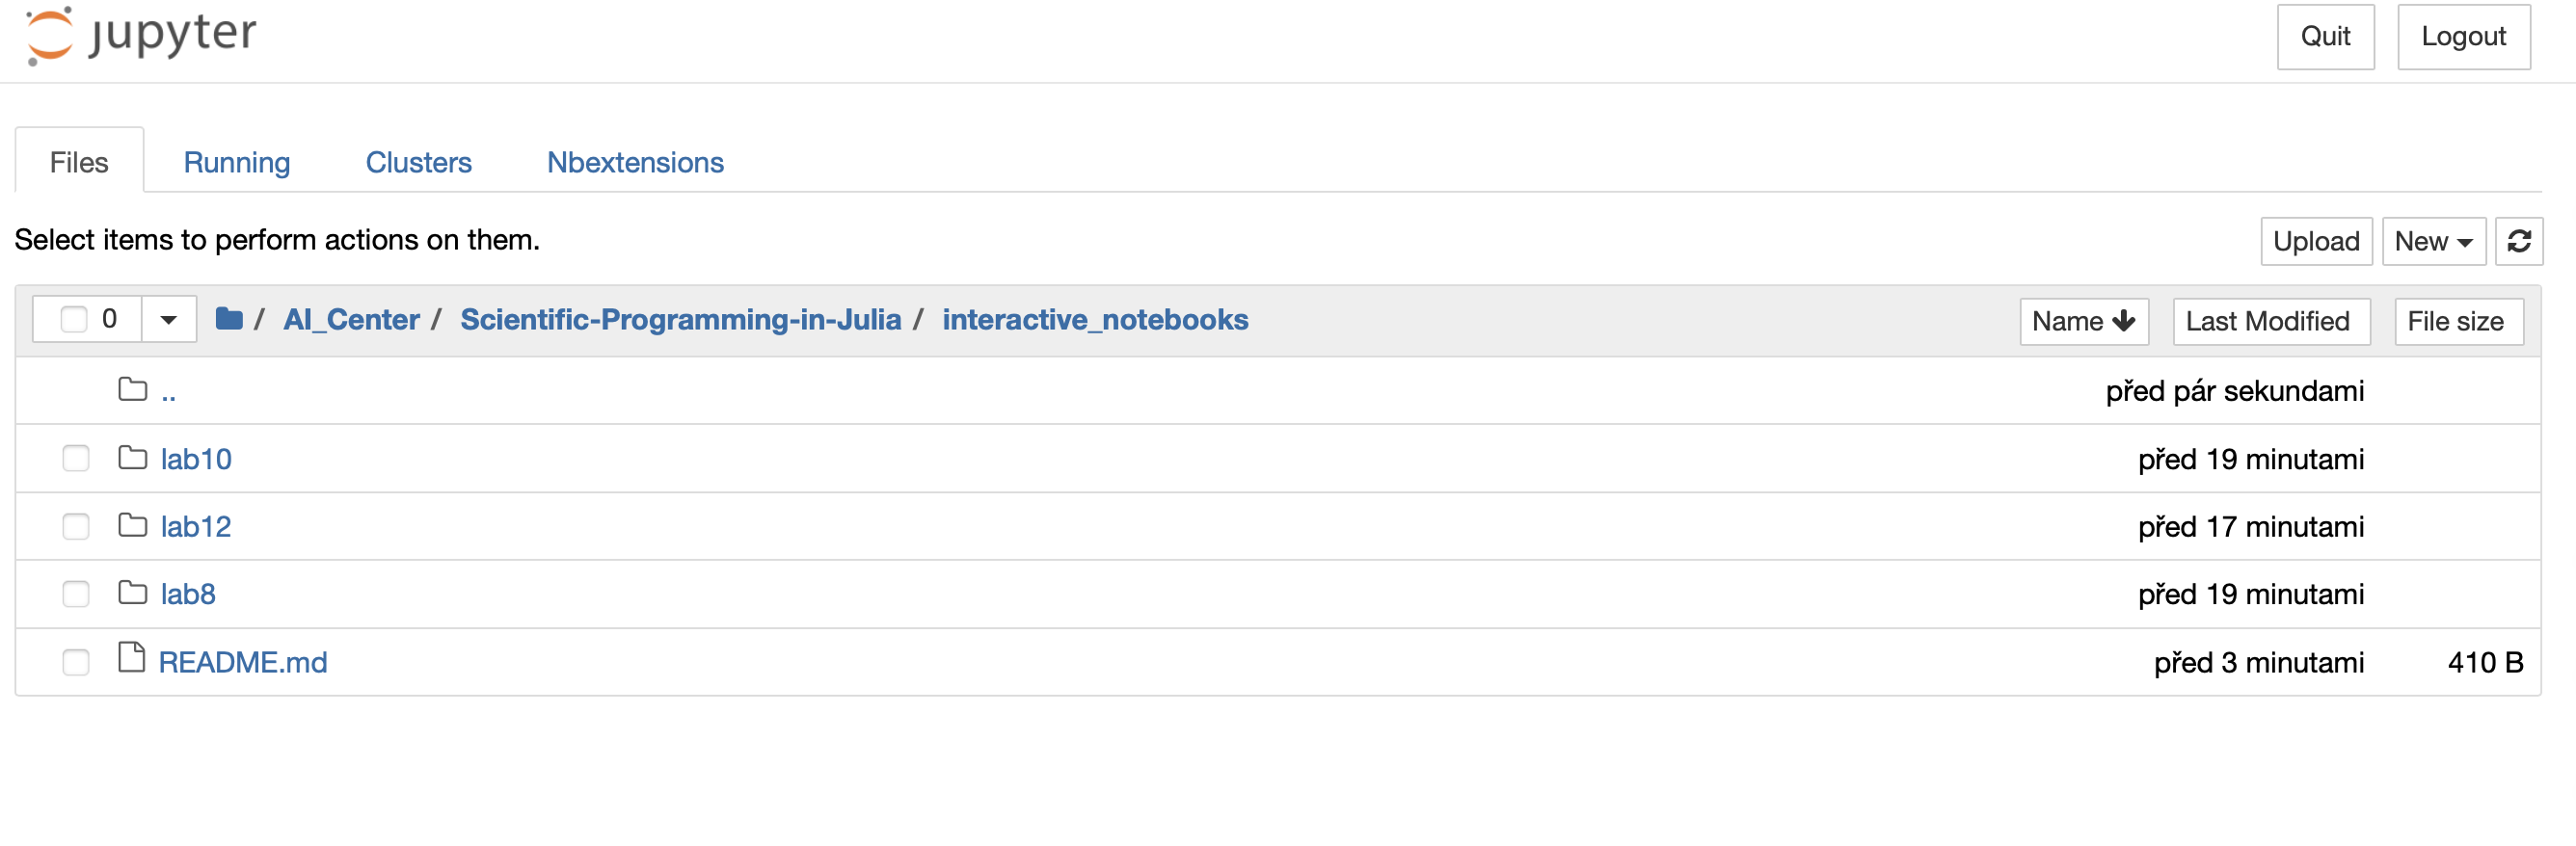 jupyter Quit Logout
Files Running Clusters Nbextensions
Select items to perform actions on them. Upload New
0 / AI_Center / Scientific-Programming-in-Julia / interactive_notebooks Name Last Modified File size
.. před pár sekundami
lab10 před 19 minutami
lab12 před 17 minutami
lab8 před 19 minutami
README.md před 3 minutami 410 B